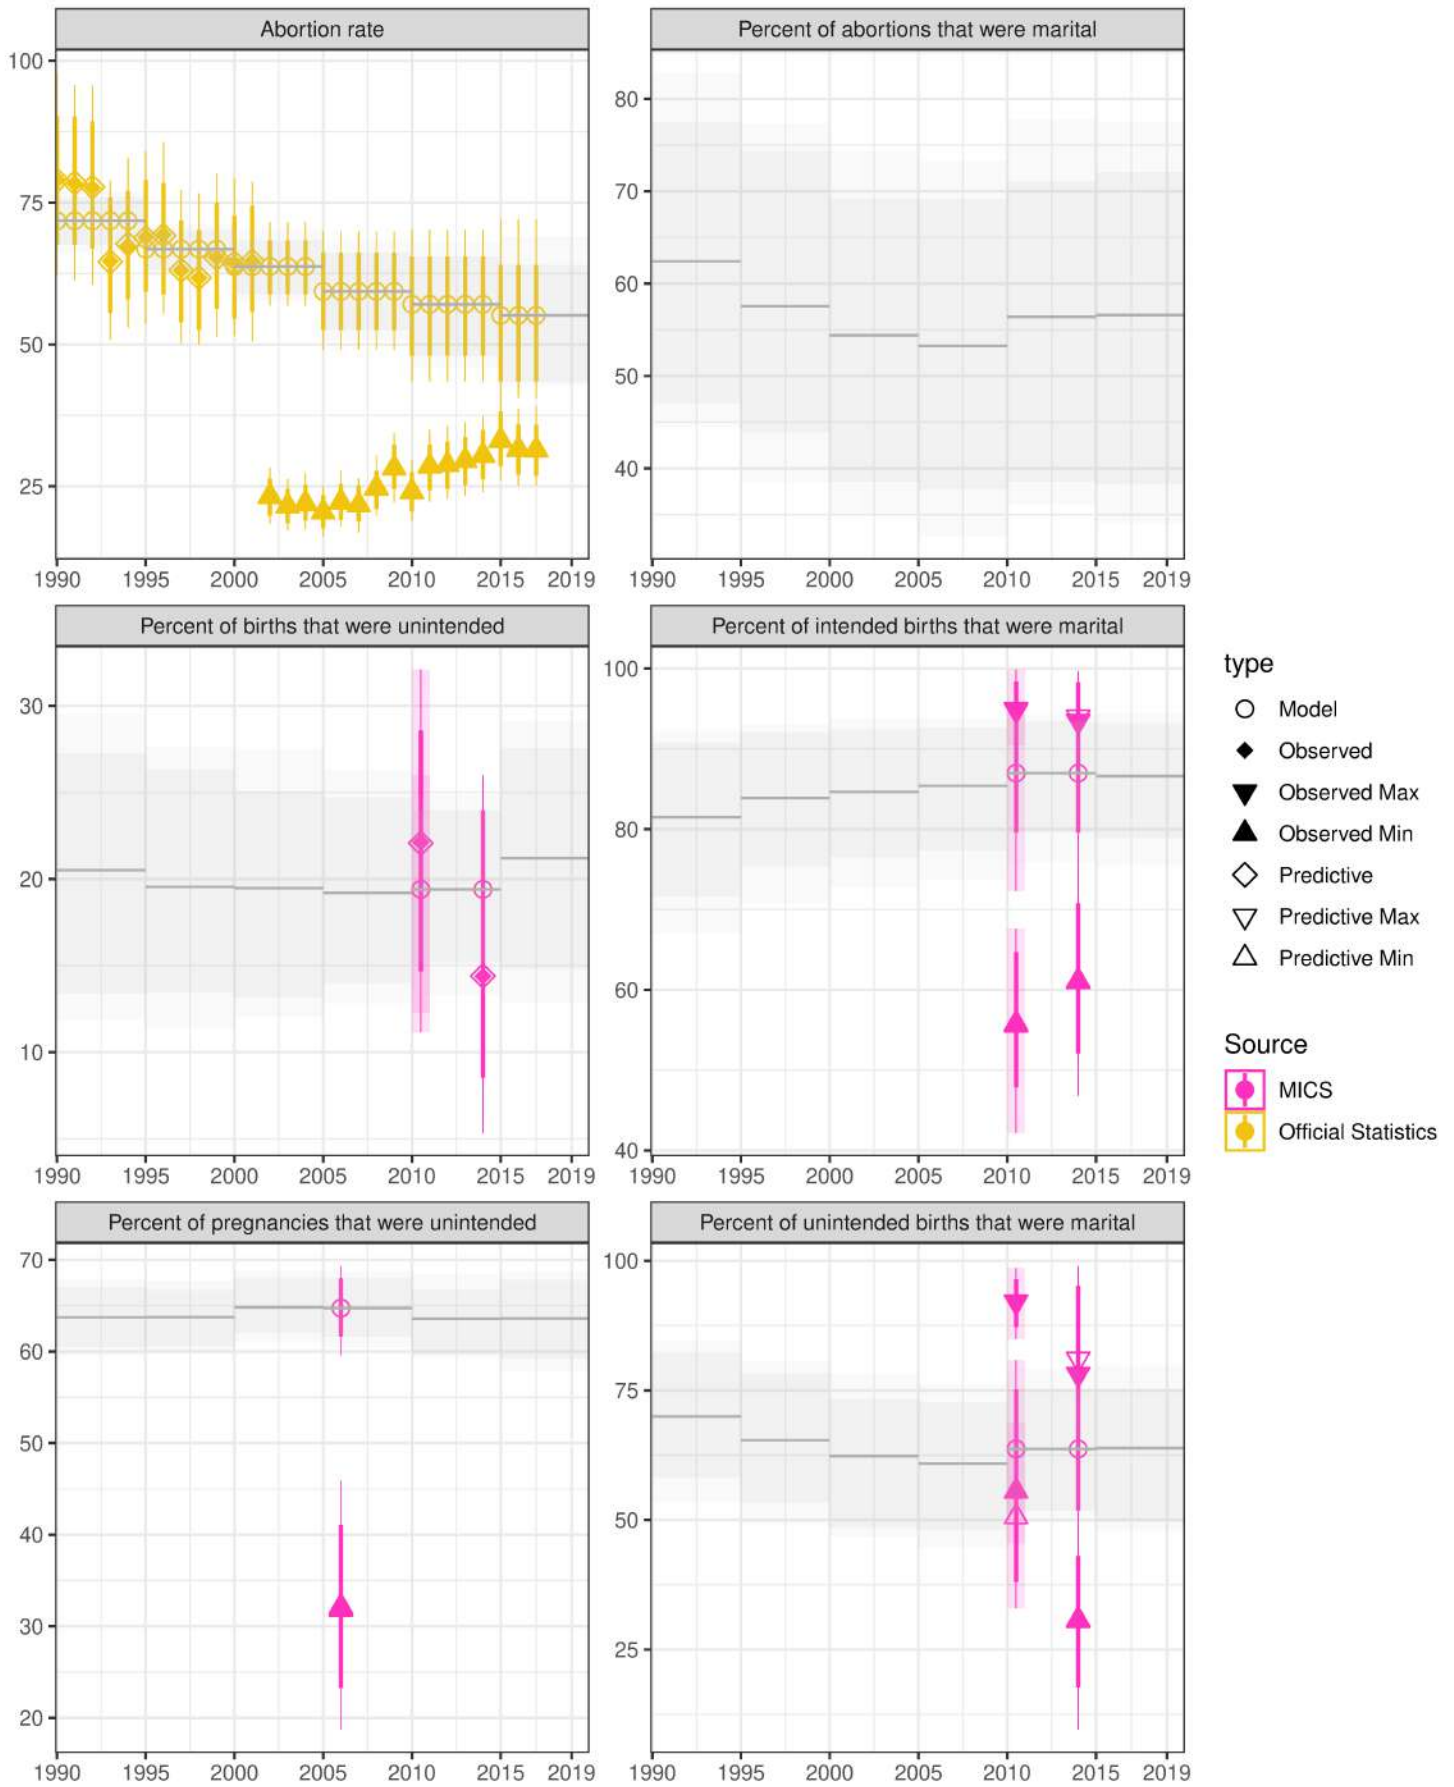 Abortion rate
Percent of abortions that were marital
100
75
50
25
80
70
60
50
40
1990 1995 2000 2005 2010 2015 2019
1990 1995 2000 2005 2010 2015 2019
Percent of births that were unintended
Percent of intended births that were marital
30
20
10
100
80
60
40
1990 1995 2000 2005 2010 2015 2019
1990 1995 2000 2005 2010 2015 2019
Percent of pregnancies that were unintended
Percent of unintended births that were marital
70
60
50
40
30
20
100
75
50
25
1990 1995 2000 2005 2010 2015 2019
1990 1995 2000 2005 2010 2015 2019
type
Model
Observed
Observed Max
Observed Min
Predictive
Predictive Max
Predictive Min
Source
MICS
Official Statistics